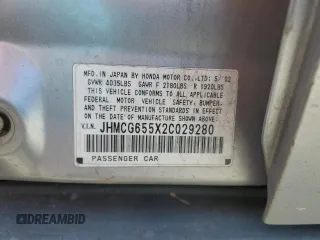 MFD. IN JAPAN BY HONDA MOTOR CO.,LTD: 5/02
GVWR 4035LBS GAWR F 2180LBS R 1920LBS
THIS VEHICLE CONFORMS TO ALL APPLICABLE
FEDERAL MOTOR VEHICLE SAFETY, BUMPER,
AND THEFT PREVENTION STANDARDS IN EFFECT
ON THE DATE OF MANUFACTURE SHOWN ABOVE.
V.I.N. JHMCG655X2C029280
PASSENGER CAR
DREAMBID